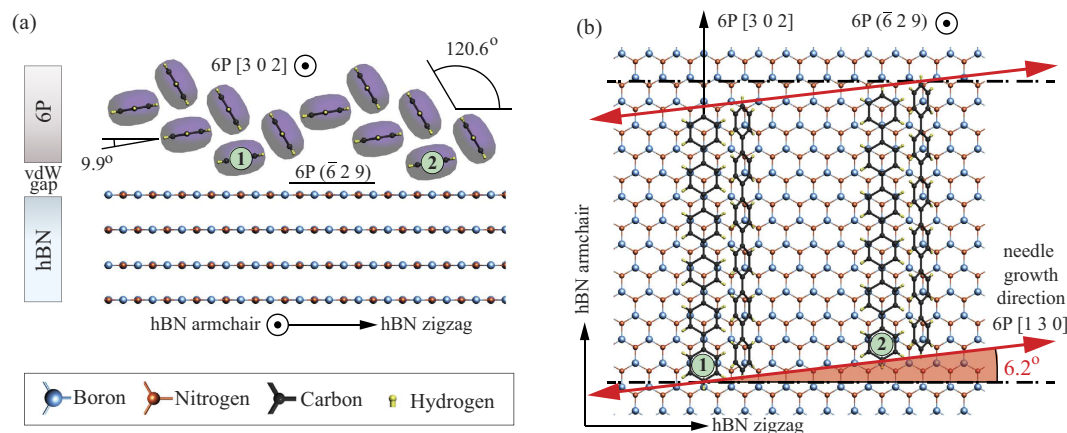 (a)
6P [3 0 2]
120.6°
6P
9.9°
1
2
vdW
gap
6P (6̅ 2 9)
hBN
hBN armchair
hBN zigzag
Boron
Nitrogen
Carbon
Hydrogen
(b)
6P [3 0 2]
6P (6̅ 2 9)
hBN armchair
needle
growth
direction
6P [1 3 0]
1
2
6.2°
hBN zigzag